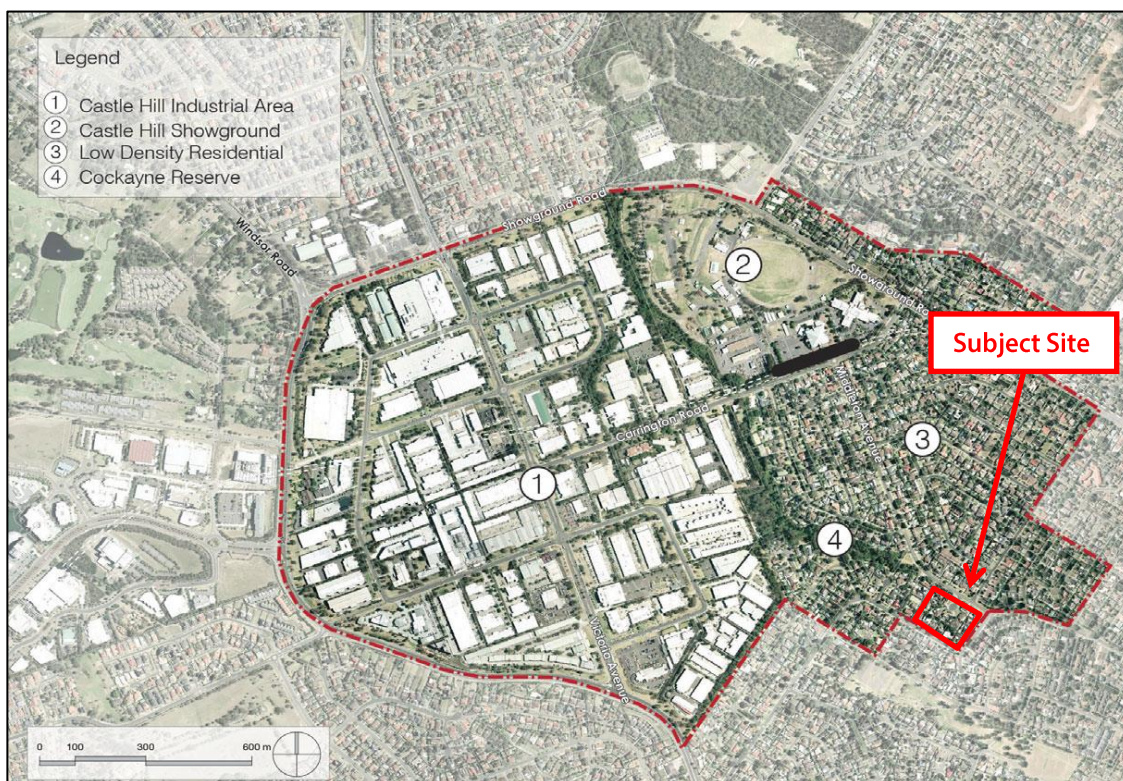 Legend
1 Castle Hill Industrial Area
2 Castle Hill Showground
3 Low Density Residential
4 Cockayne Reserve
Showground Road
Windsor Road
2
Showground Ro
Subject Site
Middleton Avenue
Carrington Road
3
1
4
Victoria Avenue
0 100 300 600 m